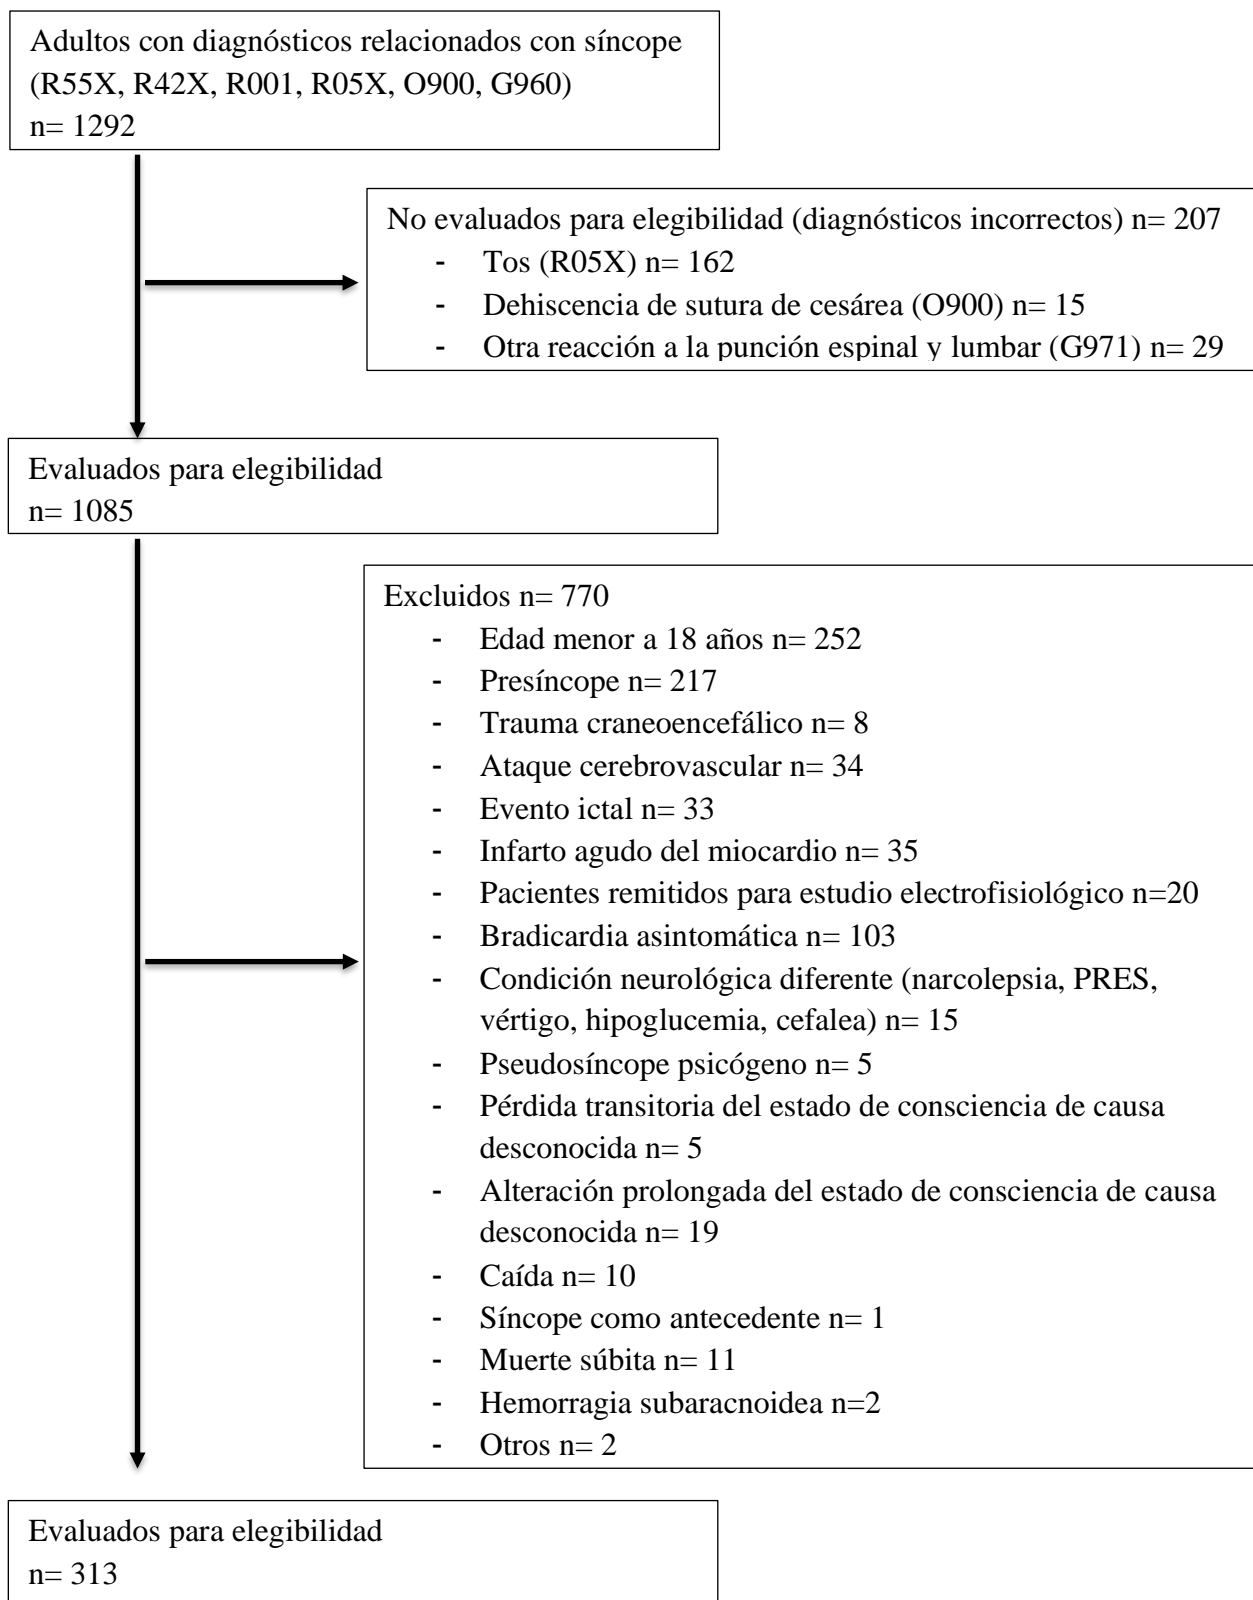 Adultos con diagnósticos relacionados con síncope
(R55X, R42X, R001, R05X, O900, G960)
n= 1292
No evaluados para elegibilidad (diagnósticos incorrectos) n= 207
- Tos (R05X) n= 162
- Dehiscencia de sutura de cesárea (O900) n= 15
- Otra reacción a la punción espinal y lumbar (G971) n= 29
Evaluados para elegibilidad
n= 1085
Excluidos n= 770
- Edad menor a 18 años n= 252
- Presíncope n= 217
- Trauma craneoencefálico n= 8
- Ataque cerebrovascular n= 34
- Evento ictal n= 33
- Infarto agudo del miocardio n= 35
- Pacientes remitidos para estudio electrofisiológico n=20
- Bradicardia asintomática n= 103
- Condición neurológica diferente (narcolepsia, PRES,
vértigo, hipoglucemia, cefalea) n= 15
- Pseudosíncope psicógeno n= 5
- Pérdida transitoria del estado de consciencia de causa
desconocida n= 5
- Alteración prolongada del estado de consciencia de causa
desconocida n= 19
- Caída n= 10
- Síncope como antecedente n= 1
- Muerte súbita n= 11
- Hemorragia subaracnoidea n=2
- Otros n= 2
Evaluados para elegibilidad
n= 313